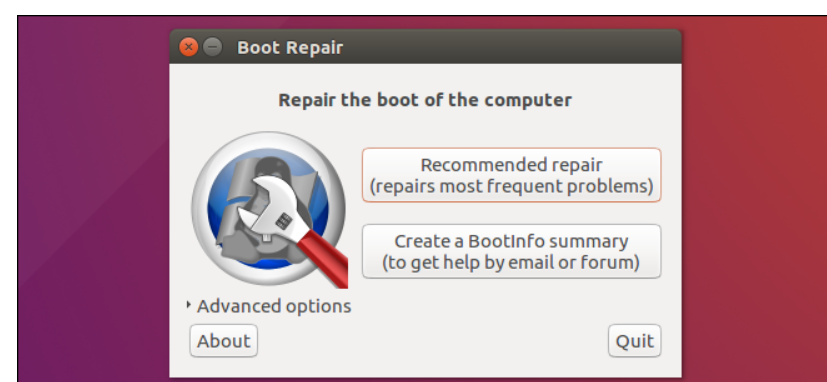 Boot Repair
Repair the boot of the computer
Recommended repair
(repairs most frequent problems)
Create a BootInfo summary
(to get help by email or forum)
Advanced options
About
Quit